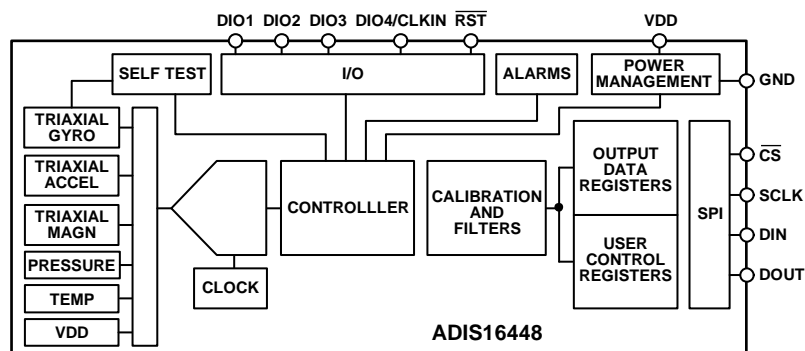 DIO1 DIO2 DIO3 DIO4/CLKIN RST VDD
SELF TEST
I/O
ALARMS
POWER
MANAGEMENT
GND
TRIAXIAL
GYRO
TRIAXIAL
ACCEL
TRIAXIAL
MAGN
PRESSURE
TEMP
VDD
CLOCK
CONTROLLLER
CALIBRATION
AND
FILTERS
OUTPUT
DATA
REGISTERS
USER
CONTROL
REGISTERS
SPI
CS
SCLK
DIN
DOUT
ADIS16448